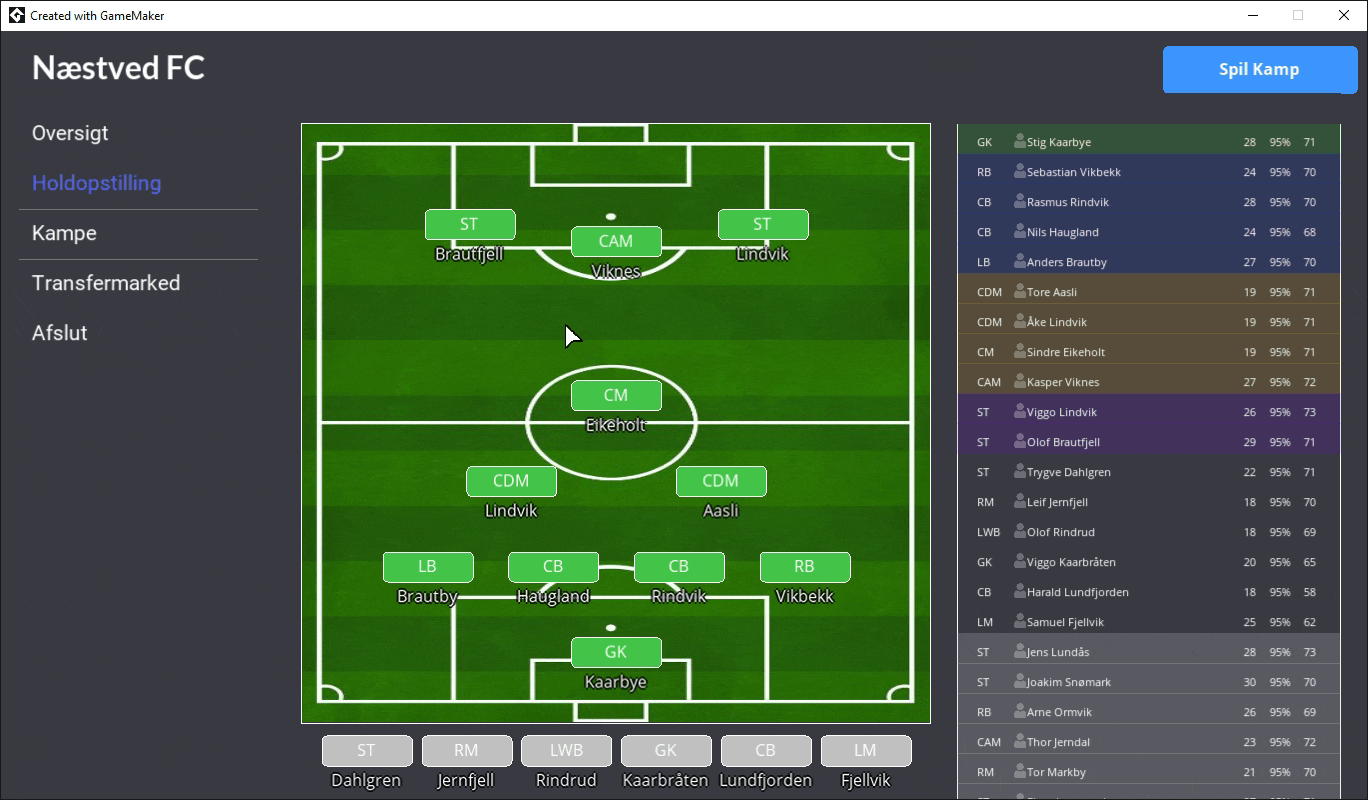 Created with GameMaker
Næstved FC
Spil Kamp
Oversigt
Holdopstilling
Kampe
Transfermarked
Afslut
ST
Brautfjell
CAM
Viknes
ST
Lindvik
CM
Eikeholt
CDM
Lindvik
CDM
Aasli
LB
Brautby
CB
Haugland
CB
Rindvik
RB
Vikbekk
GK
Kaarbye
ST
Dahlgren
RM
Jernfjell
LWB
Rindrud
GK
Kaarbråten
CB
Lundfjorden
LM
Fjellvik
GK Stig Kaarbye 28 95% 71
RB Sebastian Vikbekk 24 95% 70
CB Rasmus Rindvik 28 95% 70
CB Nils Haugland 24 95% 68
LB Anders Brautby 27 95% 70
CDM Tore Aasli 19 95% 71
CDM Åke Lindvik 19 95% 71
CM Sindre Eikeholt 19 95% 71
CAM Kasper Viknes 27 95% 72
ST Viggo Lindvik 26 95% 73
ST Olof Brautfjell 29 95% 71
ST Trygve Dahlgren 22 95% 71
RM Leif Jernfjell 18 95% 70
LWB Olof Rindrud 18 95% 69
GK Viggo Kaarbråten 20 95% 65
CB Harald Lundfjorden 18 95% 58
LM Samuel Fjellvik 25 95% 62
ST Jens Lundås 28 95% 73
ST Joakim Snømark 30 95% 70
RB Arne Ormvik 26 95% 69
CAM Thor Jerndal 23 95% 72
RM Tor Markby 21 95% 70